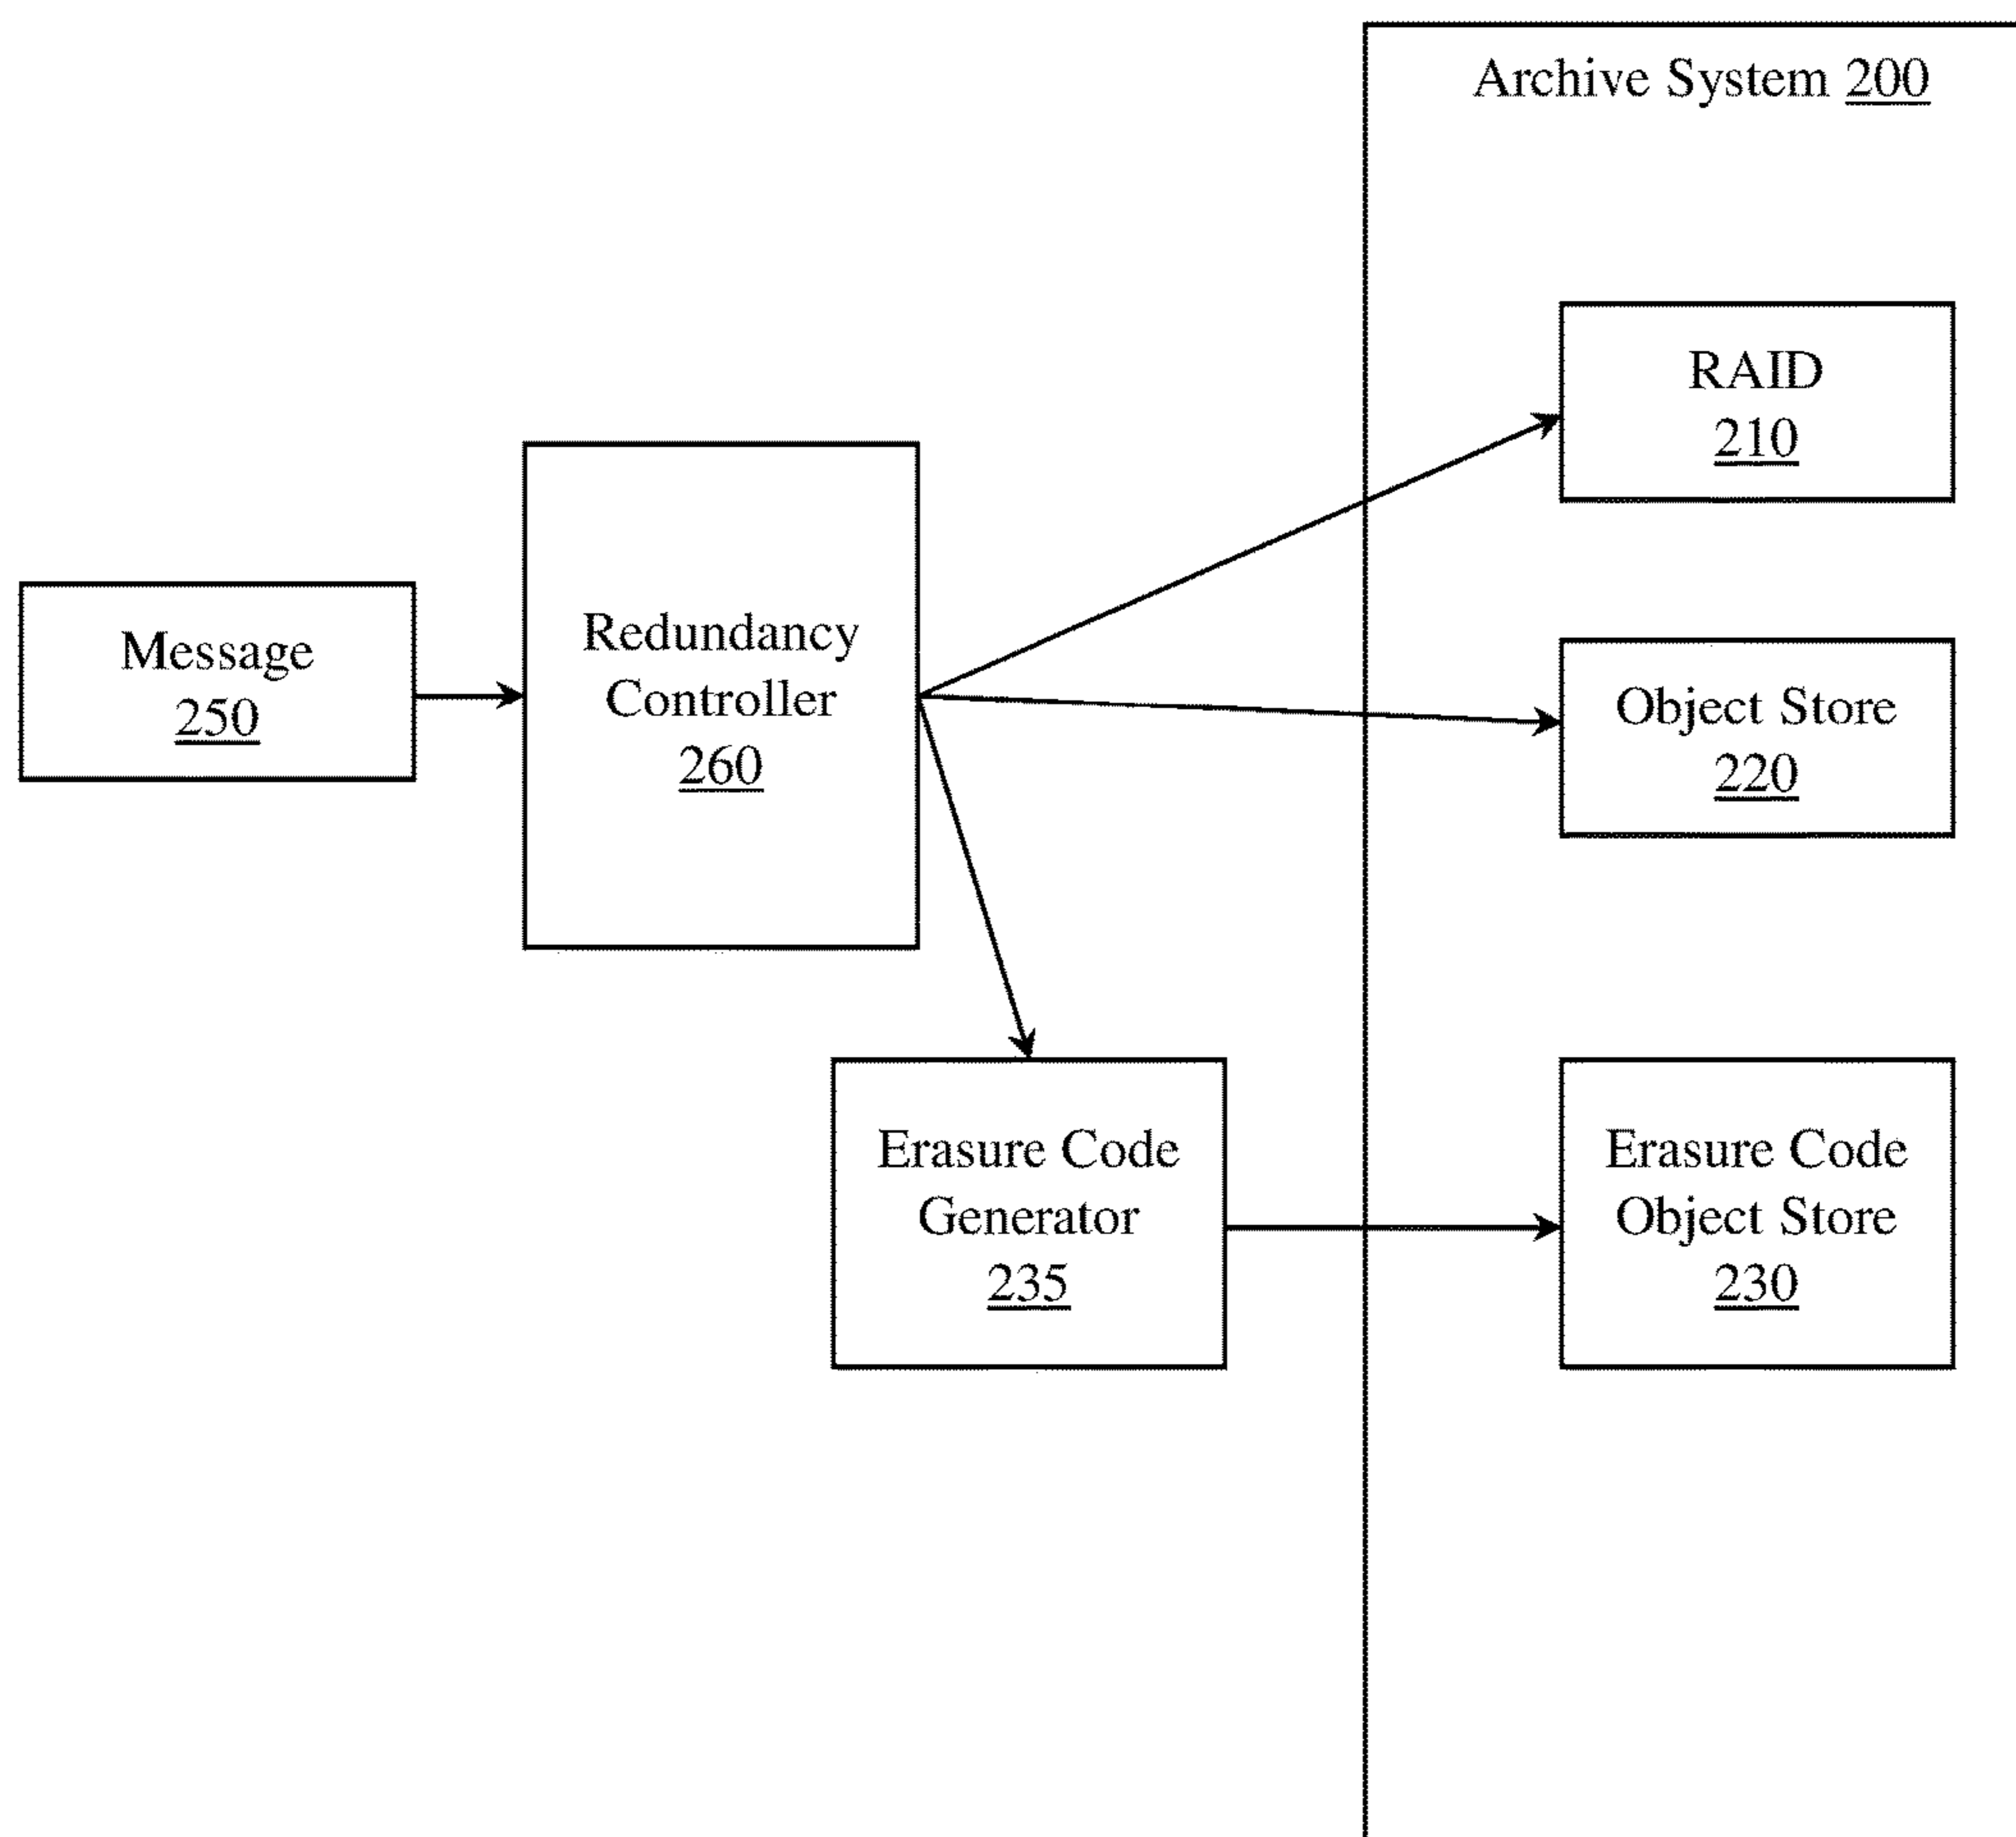 Archive System 200
RAID
210
Message
250
Redundancy
Controller
260
Object Store
220
Erasure Code
Generator
235
Erasure Code
Object Store
230